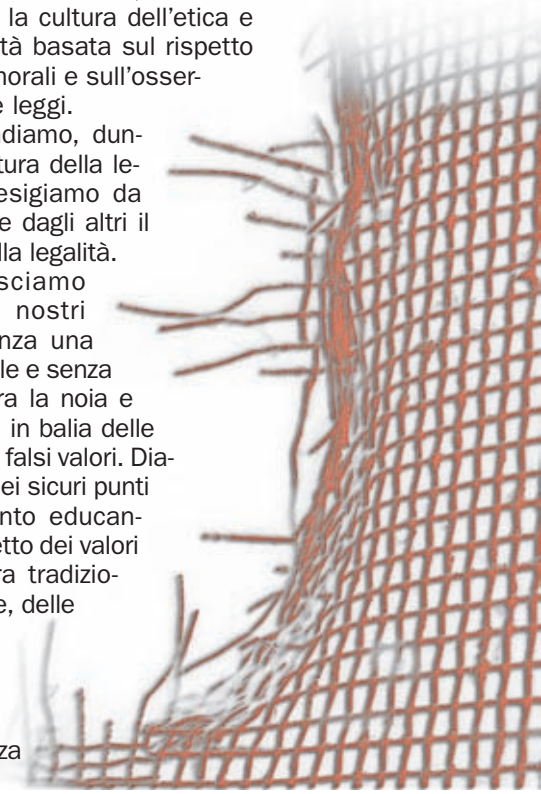 la cultura dell'etica e
tà basata sul rispetto
norali e sull'osser-
e leggi.
diamo, dun-
tura della le-
esigiamo da
e dagli altri il
lla legalità.
sciamo
nostri
nza una
le e senza
ra la noia e
in balia delle
falsi valori. Dia-
ei sicuri punti
nto educan-
etto dei valori
ra tradizio-
e, delle
za